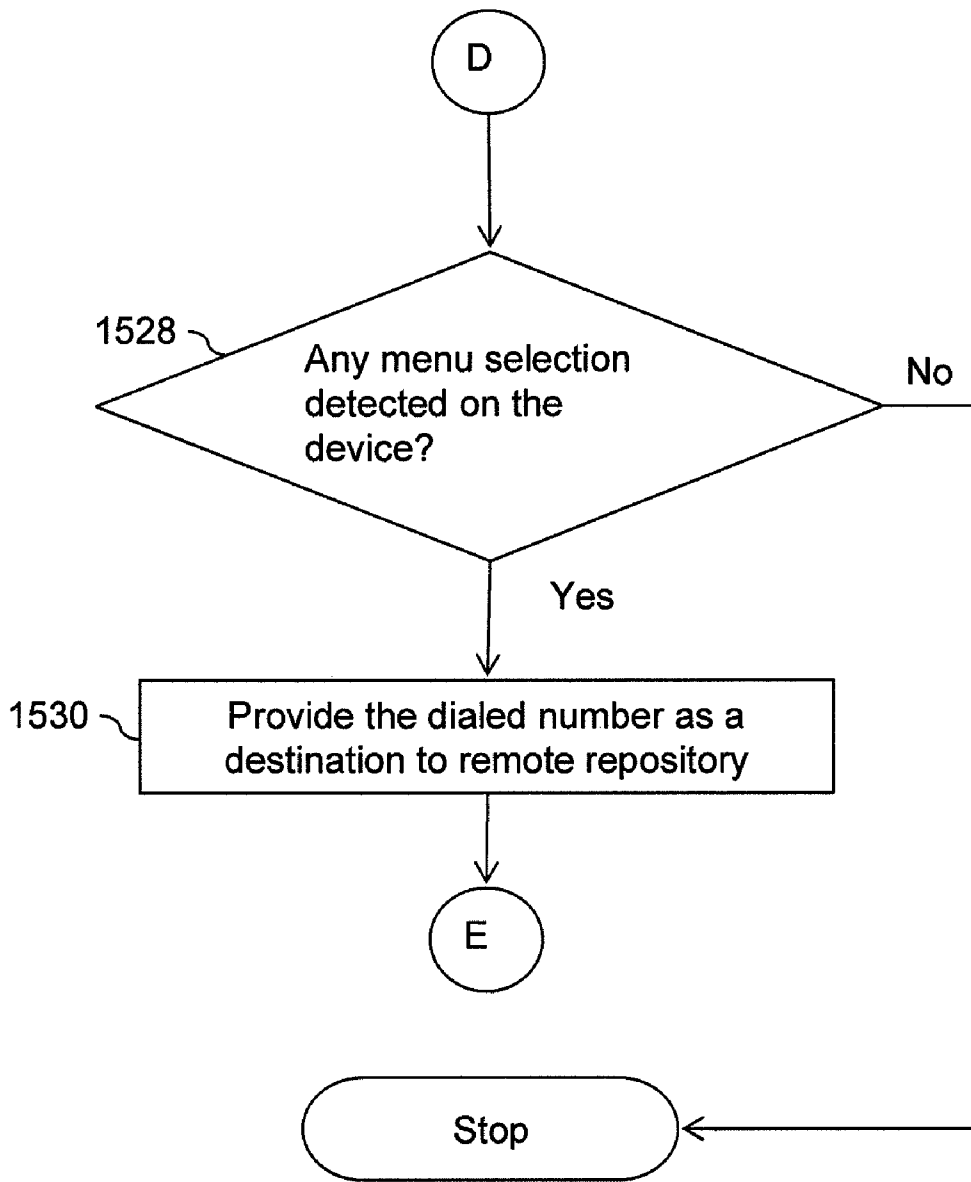 D
1528
Any menu selection
detected on the
device?
No
Yes
1530
Provide the dialed number as a
destination to remote repository
E
Stop